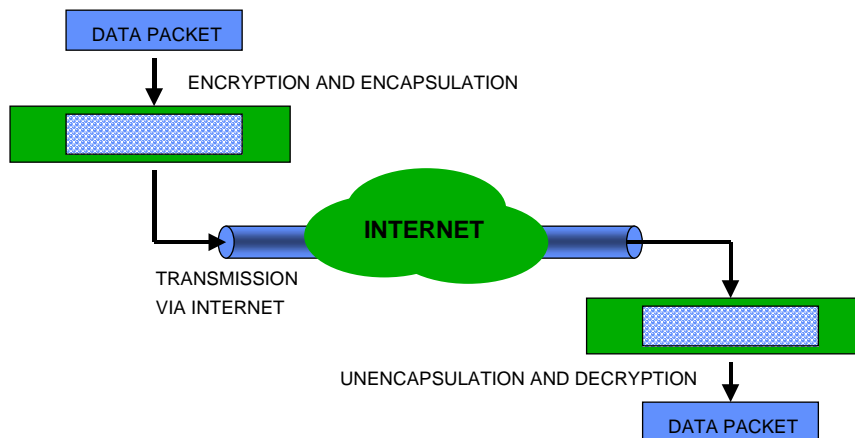 DATA PACKET
ENCRYPTION AND ENCAPSULATION
INTERNET
TRANSMISSION
VIA INTERNET
UNENCAPSULATION AND DECRYPTION
DATA PACKET